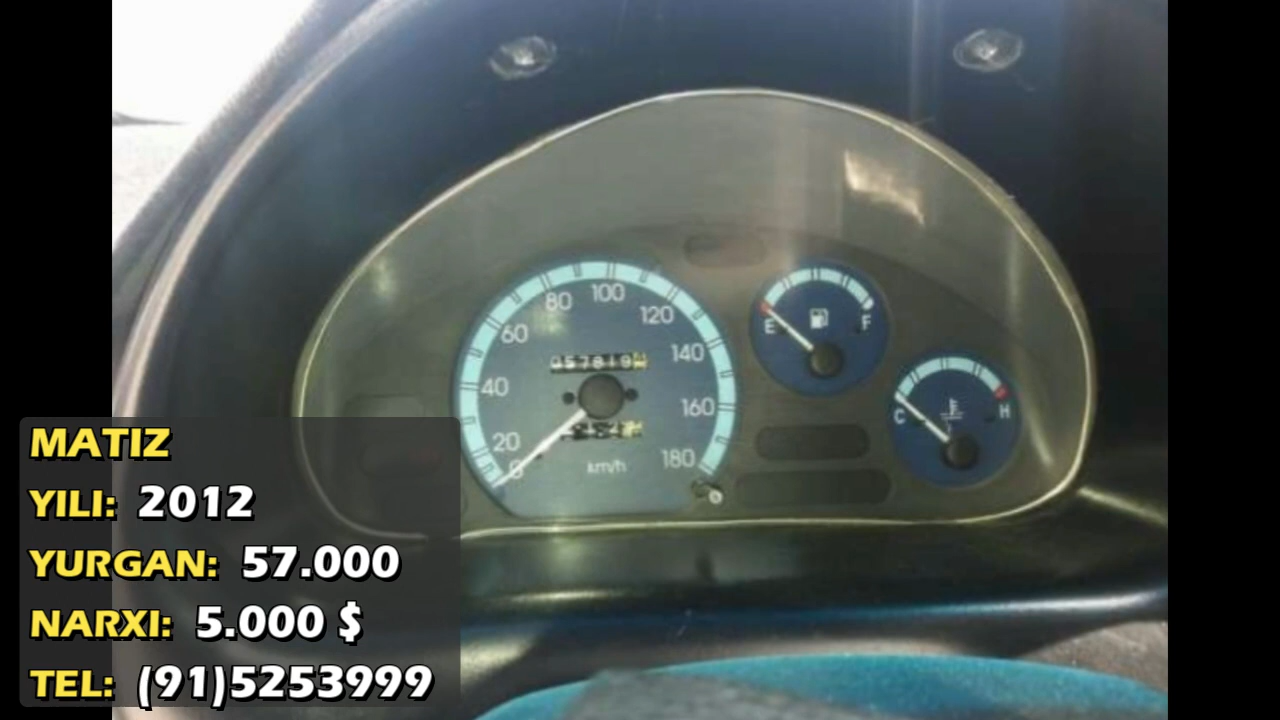 80 100
60 120
057819
140
40
160
20
180
0
km/h
E F
C H
MATIZ
YILI: 2012
YURGAN: 57.000
NARXI: 5.000 $
TEL: (91)5253999